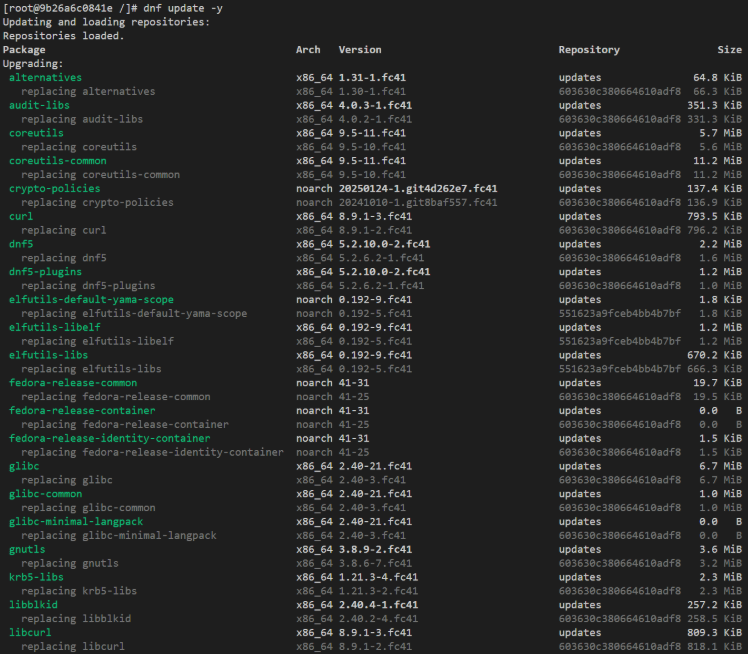 [root@9b26a6c0841e /]# dnf update -y
Updating and loading repositories:
Repositories loaded.
Package Arch Version Repository Size
Upgrading:
alternatives x86_64 1.31-1.fc41 updates 64.8 KiB
replacing alternatives x86_64 1.30-1.fc41 603630c380664610adf8 66.3 KiB
audit-libs x86_64 4.0.3-1.fc41 updates 351.3 KiB
replacing audit-libs x86_64 4.0.2-1.fc41 603630c380664610adf8 331.3 KiB
coreutils x86_64 9.5-11.fc41 updates 5.7 MiB
replacing coreutils x86_64 9.5-10.fc41 603630c380664610adf8 5.6 MiB
coreutils-common x86_64 9.5-11.fc41 updates 11.2 MiB
replacing coreutils-common x86_64 9.5-10.fc41 603630c380664610adf8 11.2 MiB
crypto-policies noarch 20250124-1.git4d262e7.fc41 updates 137.4 KiB
replacing crypto-policies noarch 20241010-1.git8baf557.fc41 603630c380664610adf8 136.9 KiB
curl x86_64 8.9.1-3.fc41 updates 793.5 KiB
replacing curl x86_64 8.9.1-2.fc41 603630c380664610adf8 796.2 KiB
dnf5 x86_64 5.2.10.0-2.fc41 updates 2.2 MiB
replacing dnf5 x86_64 5.2.6.2-1.fc41 603630c380664610adf8 1.6 MiB
dnf5-plugins x86_64 5.2.10.0-2.fc41 updates 1.2 MiB
replacing dnf5-plugins x86_64 5.2.6.2-1.fc41 603630c380664610adf8 1.0 MiB
elfutils-default-yama-scope noarch 0.192-9.fc41 updates 1.8 KiB
replacing elfutils-default-yama-scope noarch 0.192-5.fc41 551623a9fceb4bb4b7bf 1.8 KiB
elfutils-libelf x86_64 0.192-9.fc41 updates 1.2 MiB
replacing elfutils-libelf x86_64 0.192-5.fc41 551623a9fceb4bb4b7bf 1.2 MiB
elfutils-libs x86_64 0.192-9.fc41 updates 670.2 KiB
replacing elfutils-libs x86_64 0.192-5.fc41 551623a9fceb4bb4b7bf 666.3 KiB
fedora-release-common noarch 41-31 updates 19.7 KiB
replacing fedora-release-common noarch 41-25 603630c380664610adf8 19.5 KiB
fedora-release-container noarch 41-31 updates 0.0 B
replacing fedora-release-container noarch 41-25 603630c380664610adf8 0.0 B
fedora-release-identity-container noarch 41-31 updates 1.5 KiB
replacing fedora-release-identity-container noarch 41-25 603630c380664610adf8 1.5 KiB
glibc x86_64 2.40-21.fc41 updates 6.7 MiB
replacing glibc x86_64 2.40-3.fc41 603630c380664610adf8 6.7 MiB
glibc-common x86_64 2.40-21.fc41 updates 1.0 MiB
replacing glibc-common x86_64 2.40-3.fc41 603630c380664610adf8 1.0 MiB
glibc-minimal-langpack x86_64 2.40-21.fc41 updates 0.0 B
replacing glibc-minimal-langpack x86_64 2.40-3.fc41 603630c380664610adf8 0.0 B
gnutls x86_64 3.8.9-2.fc41 updates 3.6 MiB
replacing gnutls x86_64 3.8.6-7.fc41 603630c380664610adf8 3.2 MiB
krb5-libs x86_64 1.21.3-4.fc41 updates 2.3 MiB
replacing krb5-libs x86_64 1.21.3-2.fc41 603630c380664610adf8 2.3 MiB
libblkid x86_64 2.40.4-1.fc41 updates 257.2 KiB
replacing libblkid x86_64 2.40.2-4.fc41 603630c380664610adf8 258.5 KiB
libcurl x86_64 8.9.1-3.fc41 updates 809.3 KiB
replacing libcurl x86_64 8.9.1-2.fc41 603630c380664610adf8 818.1 KiB